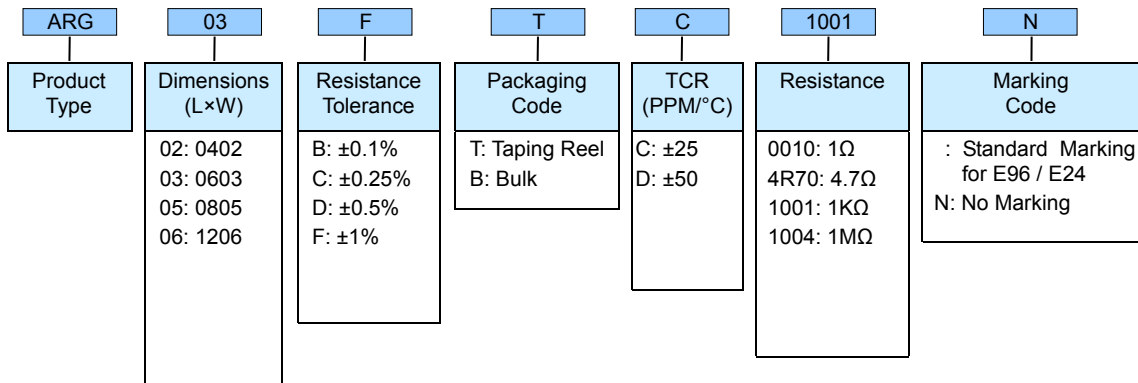 ARG 03 F T C 1001 N
Product Type
Dimensions (L×W)
Resistance Tolerance
Packaging Code
TCR (PPM/°C)
Resistance
Marking Code
02: 0402
03: 0603
05: 0805
06: 1206
B: ±0.1%
C: ±0.25%
D: ±0.5%
F: ±1%
T: Taping Reel
B: Bulk
C: ±25
D: ±50
0010: 1Ω
4R70: 4.7Ω
1001: 1KΩ
1004: 1MΩ
: Standard Marking
for E96 / E24
N: No Marking